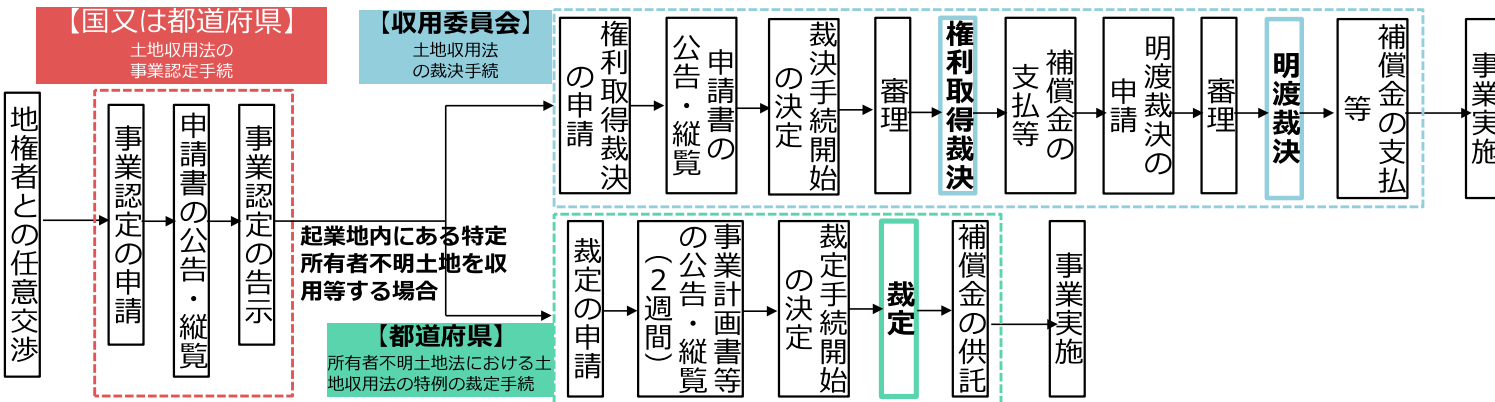 【国又は都道府県】
土地収用法の
事業認定手続
【収用委員会】
土地収用法
の裁決手続
地権者との任意交渉
事業認定の申請
申請書の公告・縦覧
事業認定の告示
権利取得裁決
の申請
申請書の
公告・縦覧
裁決手続開始
の決定
審理
権利取得裁決
補償金の
支払等
明渡裁決の
申請
審理
明渡裁決
補償金の支払
等
事業実施
起業地内にある特定
所有者不明土地を収
用等する場合
【都道府県】
所有者不明土地法における土
地収用法の特例の裁定手続
裁定の申請
事業計画書等
の公告・縦覧
（２週間）
裁定手続開始
の決定
裁定
補償金の供託
事業実施